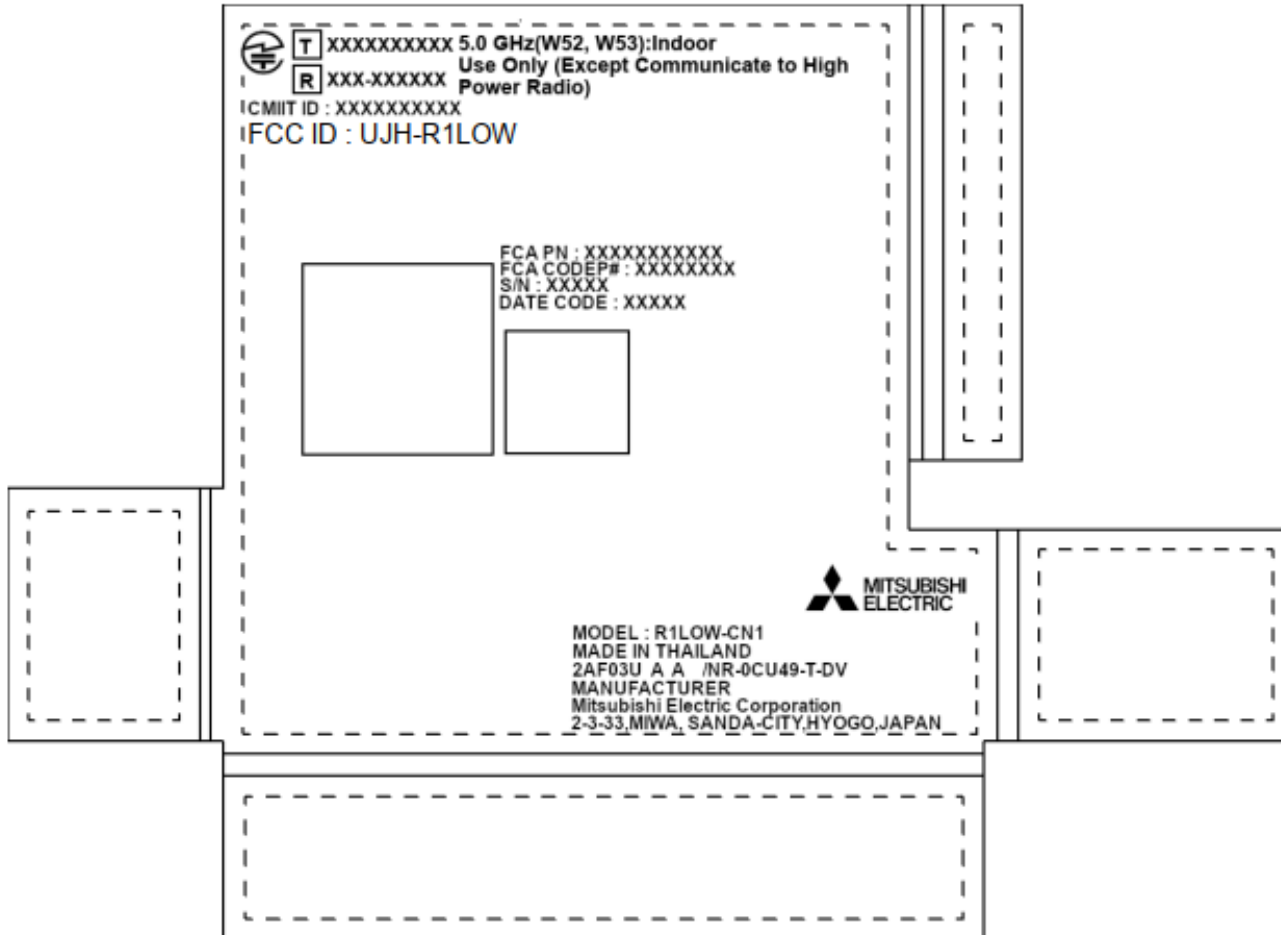 T XXXXXXXXXX 5.0 GHz(W52, W53):Indoor
Use Only (Except Communicate to High
R XXX-XXXXXX Power Radio)
CMIIT ID : XXXXXXXXXX
FCC ID : UJH-R1LOW
FCA PN : XXXXXXXXXXX
FCA CODEP# : XXXXXXXX
S/N : XXXXX
DATE CODE : XXXXX
MITSUBISHI
ELECTRIC
MODEL : R1LOW-CN1
MADE IN THAILAND
2AF03U A A /NR-0CU49-T-DV
MANUFACTURER
Mitsubishi Electric Corporation
2-3-33,MIWA, SANDA-CITY,HYOGO,JAPAN